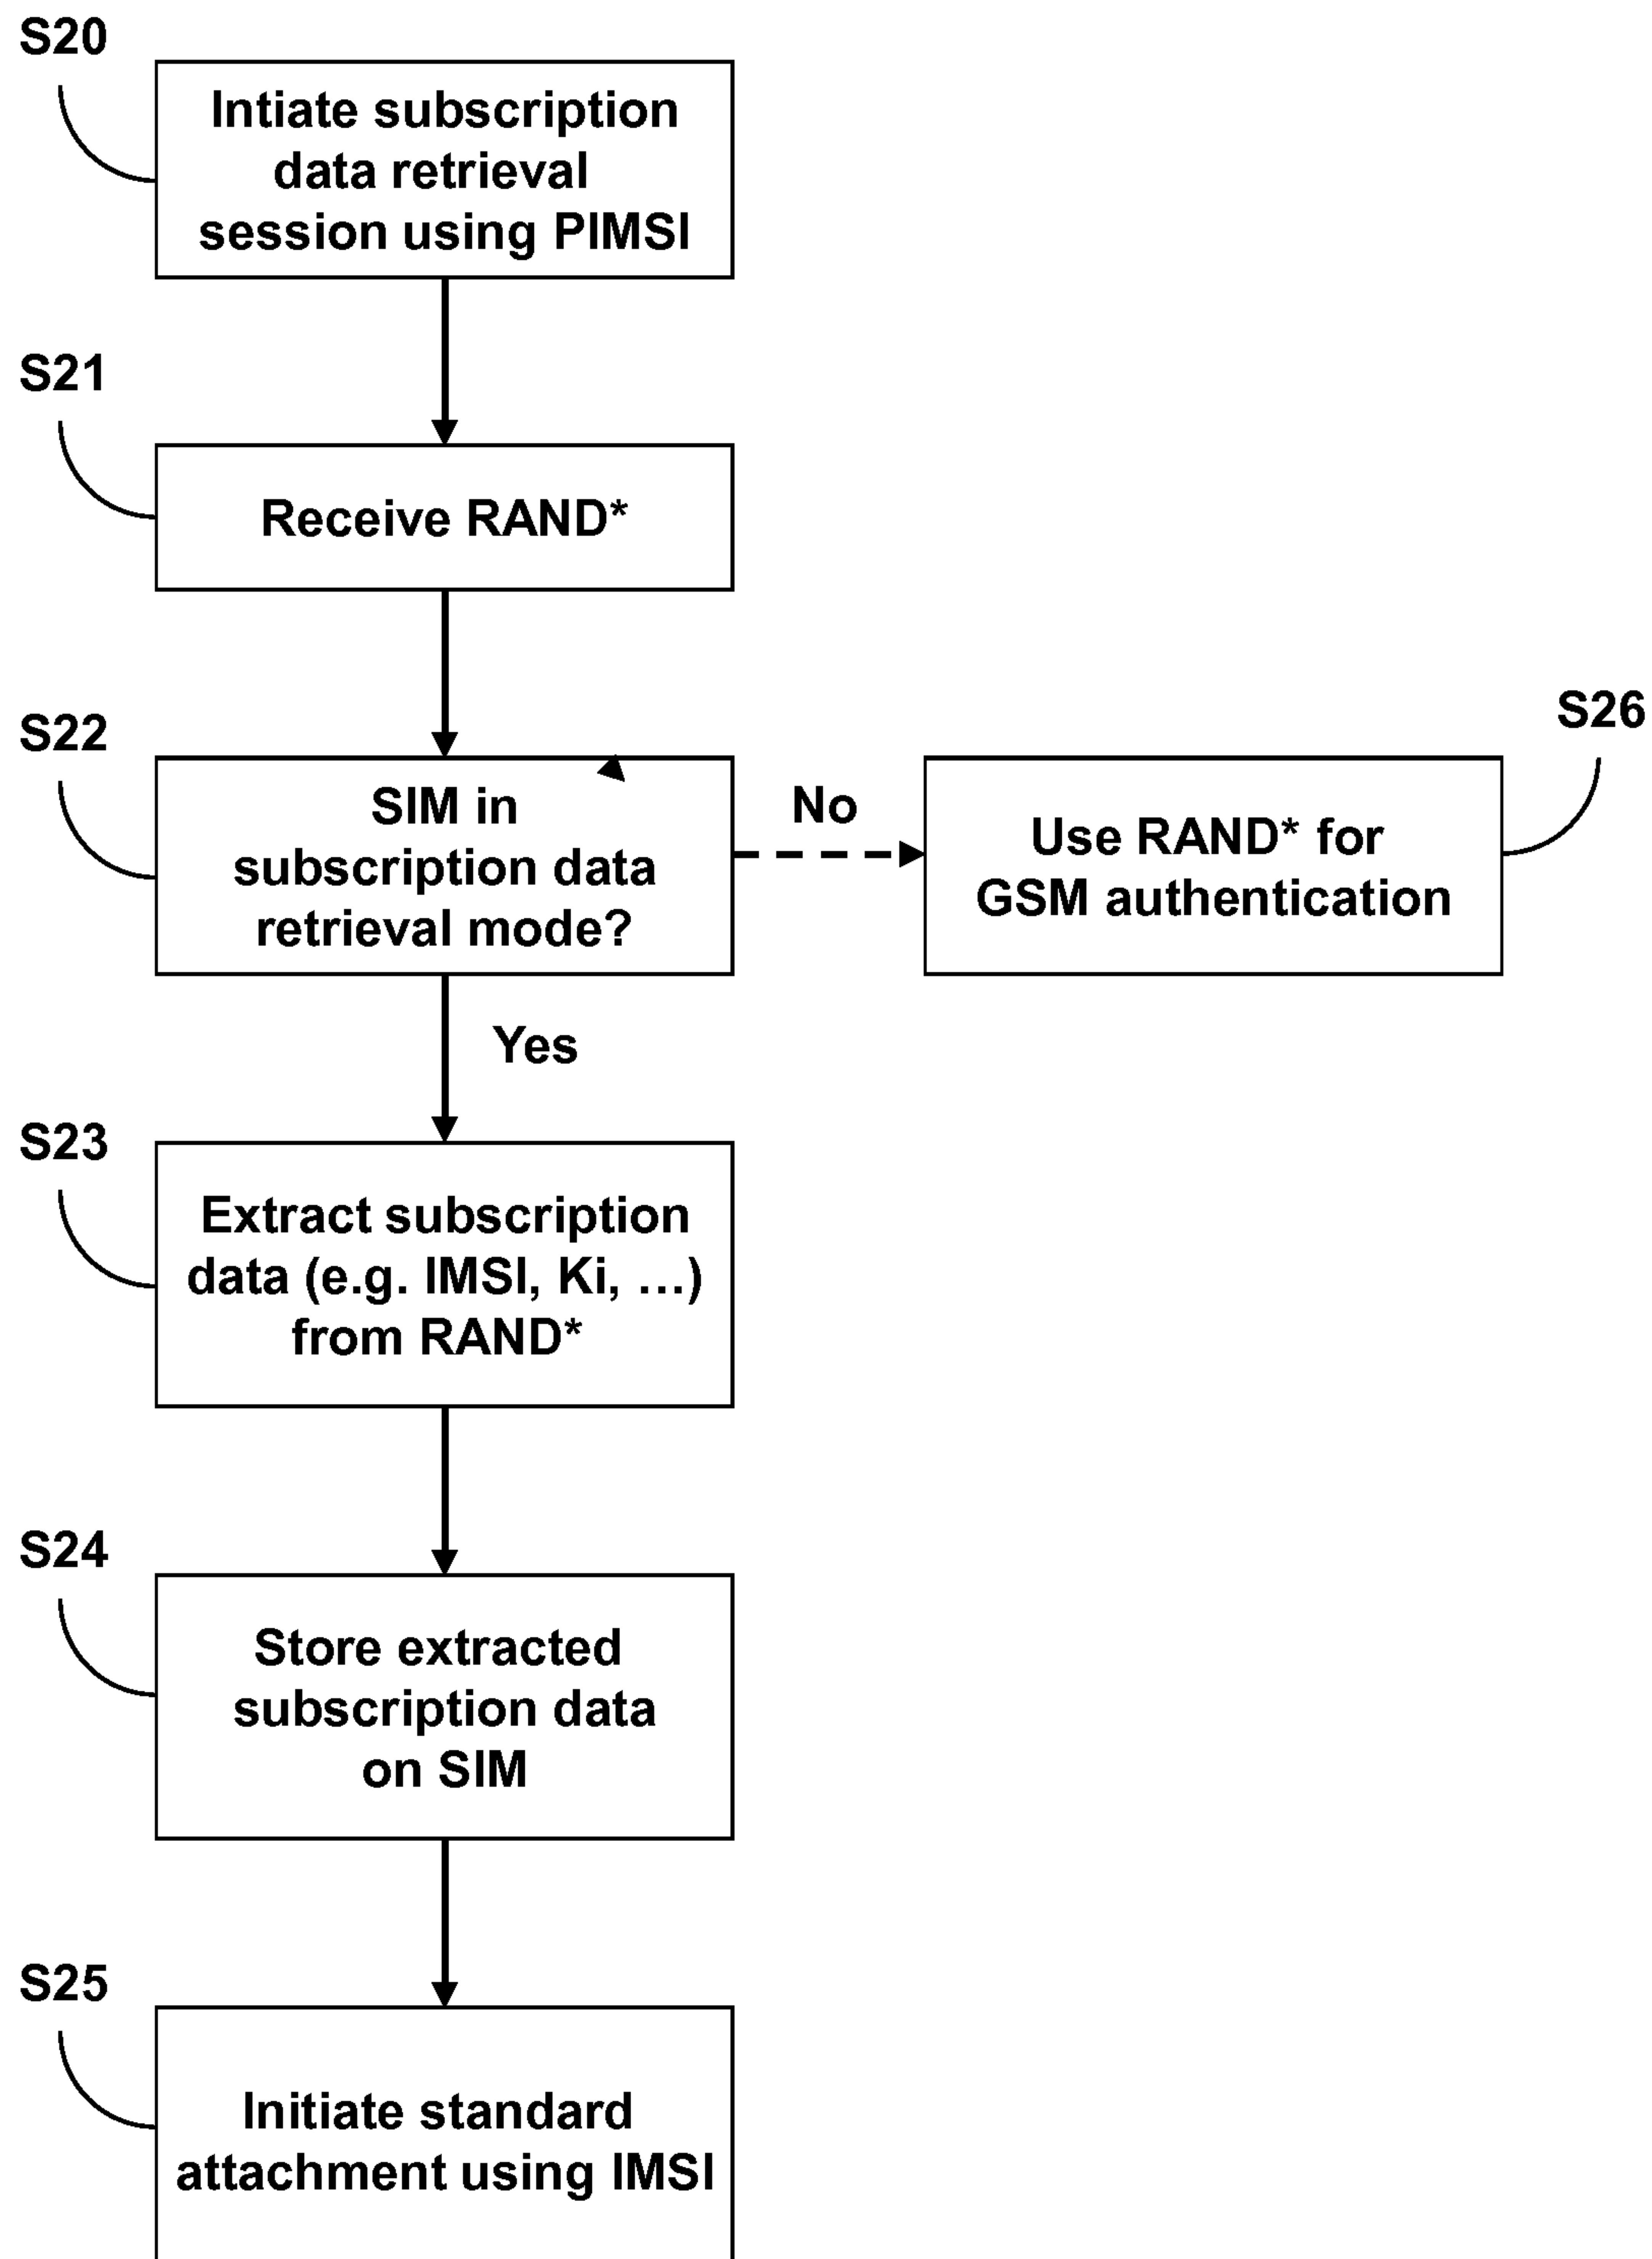 S20
Intiate subscription
data retrieval
session using PIMSI
S21
Receive RAND*
S22
SIM in
subscription data
retrieval mode?
No
S26
Use RAND* for
GSM authentication
Yes
S23
Extract subscription
data (e.g. IMSI, Ki, …)
from RAND*
S24
Store extracted
subscription data
on SIM
S25
Initiate standard
attachment using IMSI